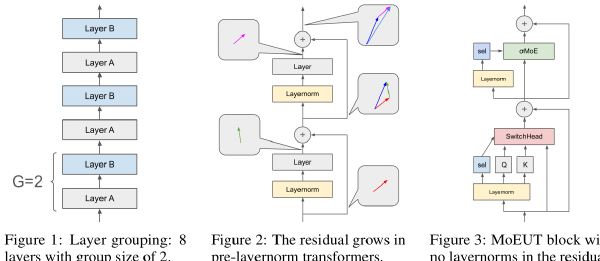 Layer B
Layer A
Layer B
Layer A
Layer B
Layer A
G=2
Figure 1: Layer grouping: 8
layers with group size of 2.
+
Layer
Layernorm
+
Layer
Layernorm
Figure 2: The residual grows in
pre-layernorm transformers.
+
sel
σMoE
Layernorm
+
SwitchHead
sel
Q
K
Layernorm
Figure 3: MoEUT block wi
no layernorms in the residua